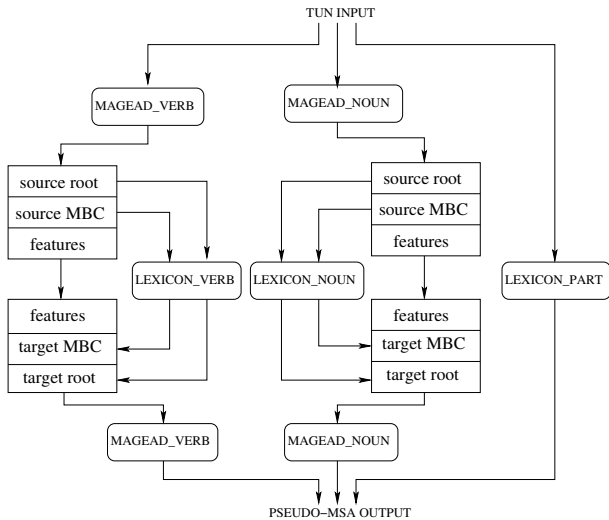 TUN INPUT
MAGEAD_VERB
MAGEAD_NOUN
source root
source MBC
features
source root
source MBC
features
LEXICON_VERB
LEXICON_NOUN
LEXICON_PART
features
target MBC
target root
features
target MBC
target root
MAGEAD_VERB
MAGEAD_NOUN
PSEUDO−MSA OUTPUT